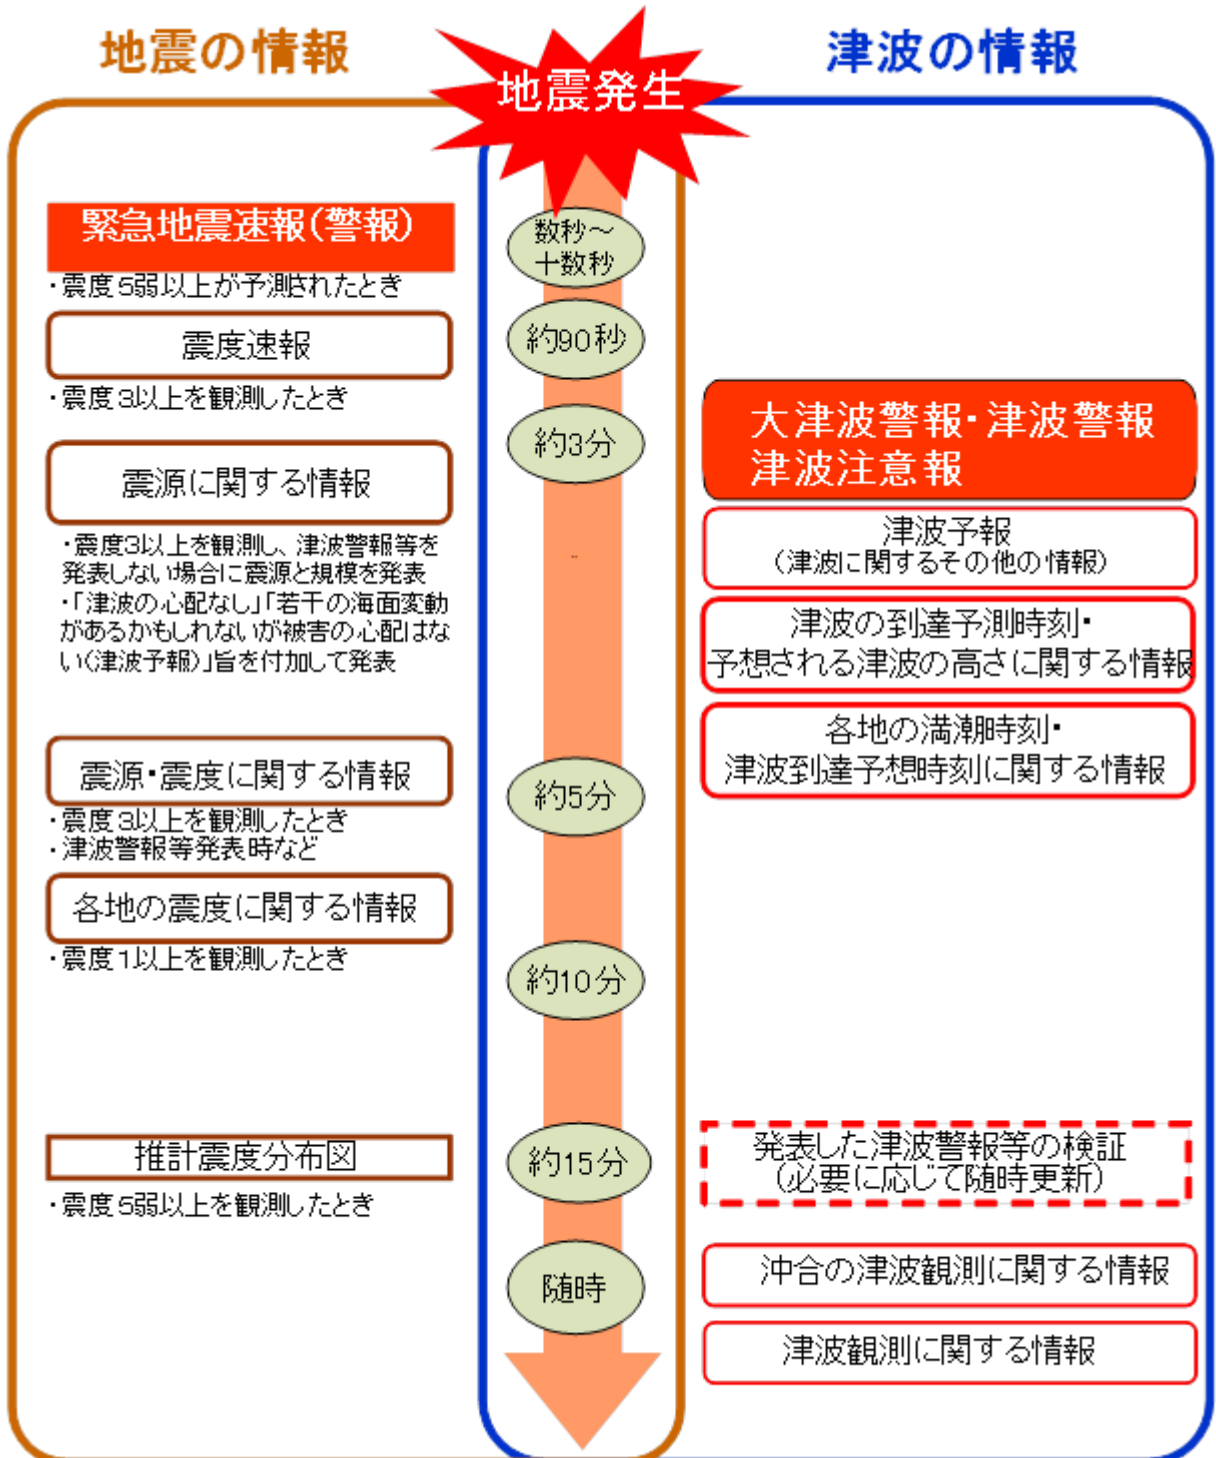 地震の情報
地震発生
津波の情報
緊急地震速報(警報)
・震度5弱以上が予測されたとき
数秒～
十数秒
震度速報
・震度3以上を観測したとき
約90秒
震源に関する情報
・震度3以上を観測し、津波警報等を
発表しない場合に震源と規模を発表
・「津波の心配なし」「若干の海面変動
があるかもしれないが被害の心配はな
い(津波予報)」旨を付加して発表
約3分
大津波警報・津波警報
津波注意報
津波予報
(津波に関するその他の情報)
津波の到達予測時刻・
予想される津波の高さに関する情報
各地の満潮時刻・
津波到達予想時刻に関する情報
震源・震度に関する情報
・震度3以上を観測したとき
・津波警報等発表時など
約5分
各地の震度に関する情報
・震度1以上を観測したとき
約10分
推計震度分布図
・震度5弱以上を観測したとき
約15分
発表した津波警報等の検証
(必要に応じて随時更新)
随時
沖合の津波観測に関する情報
津波観測に関する情報